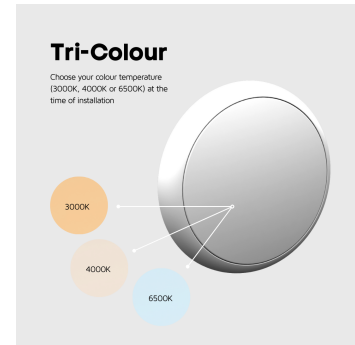 Tri-Colour
Choose your colour temperature
(3000K, 4000K or 6500K) at the
time of installation
3000K
4000K
6500K